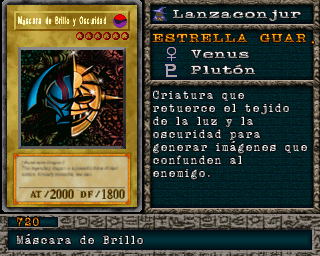 Máscara de Brillo y Oscuridad
AT/2000 DF/1800
Lanzaconjur
ESTRELLA GUAR.
♀ Venus
♇ Plutón
Criatura que
retuerce el tejido
de la luz y la
oscuridad para
generar imágenes que
confunden al
enemigo.
720
Máscara de Brillo